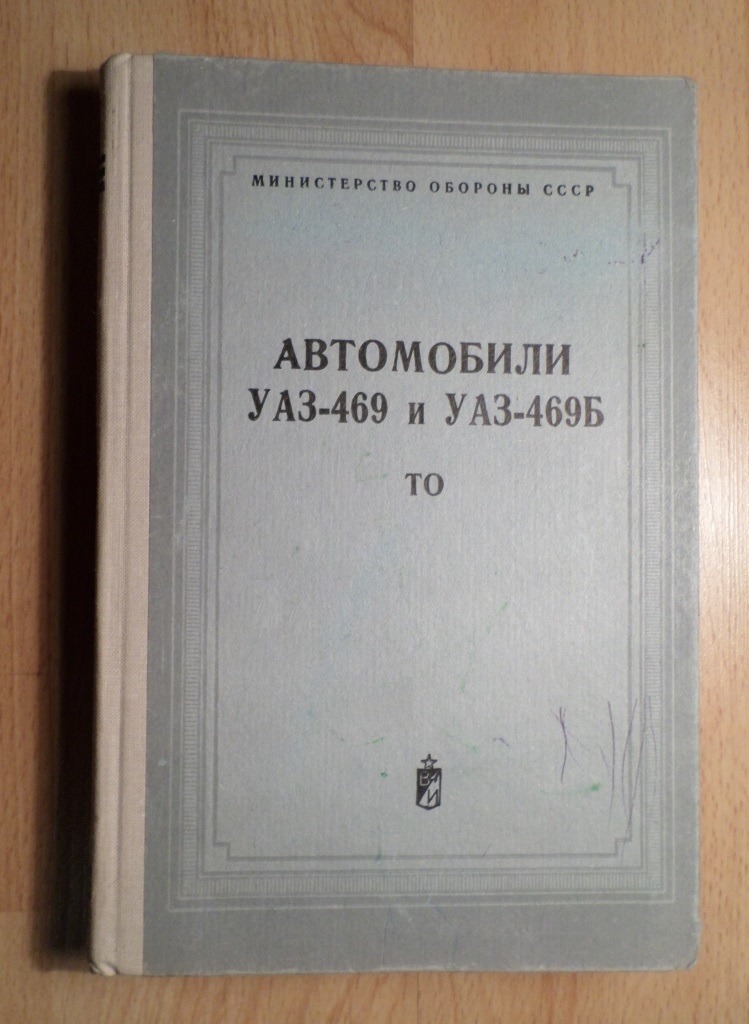 МИНИСТЕРСТВО ОБОРОНЫ СССР
АВТОМОБИЛИ
УАЗ-469 и УАЗ-469Б
ТО